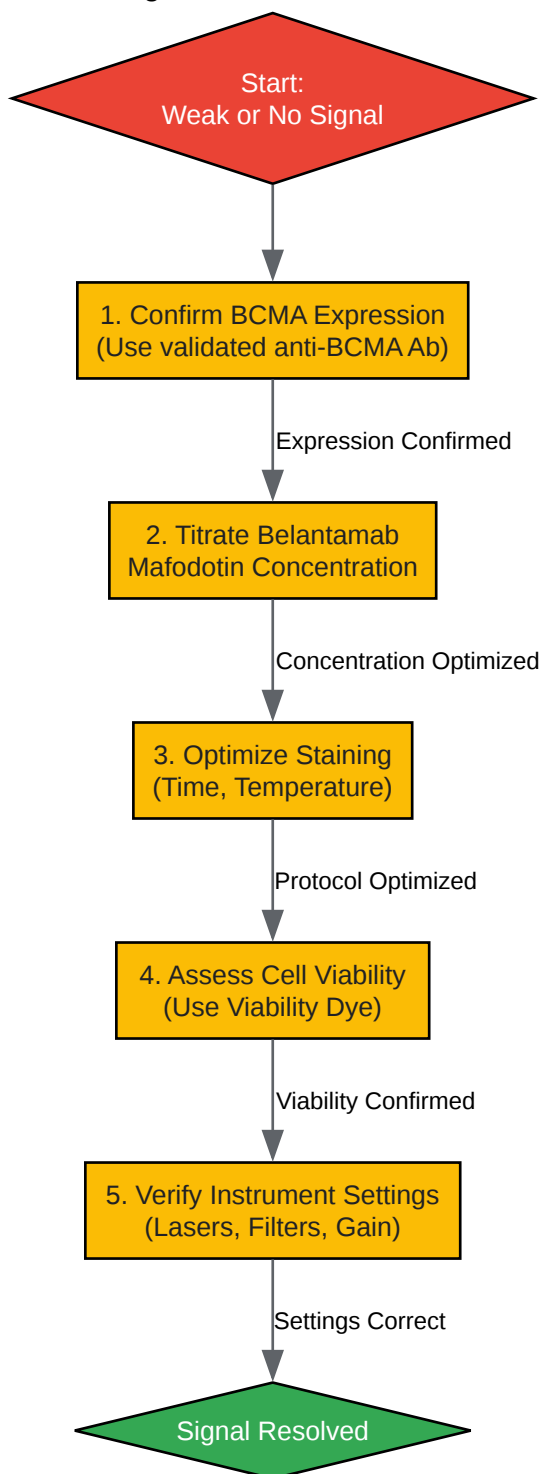 Start:
Weak or No Signal
1. Confirm BCMA Expression
(Use validated anti-BCMA Ab)
Expression Confirmed
2. Titrate Belantamab
Mafodotin Concentration
Concentration Optimized
3. Optimize Staining
(Time, Temperature)
Protocol Optimized
4. Assess Cell Viability
(Use Viability Dye)
Viability Confirmed
5. Verify Instrument Settings
(Lasers, Filters, Gain)
Settings Correct
Signal Resolved